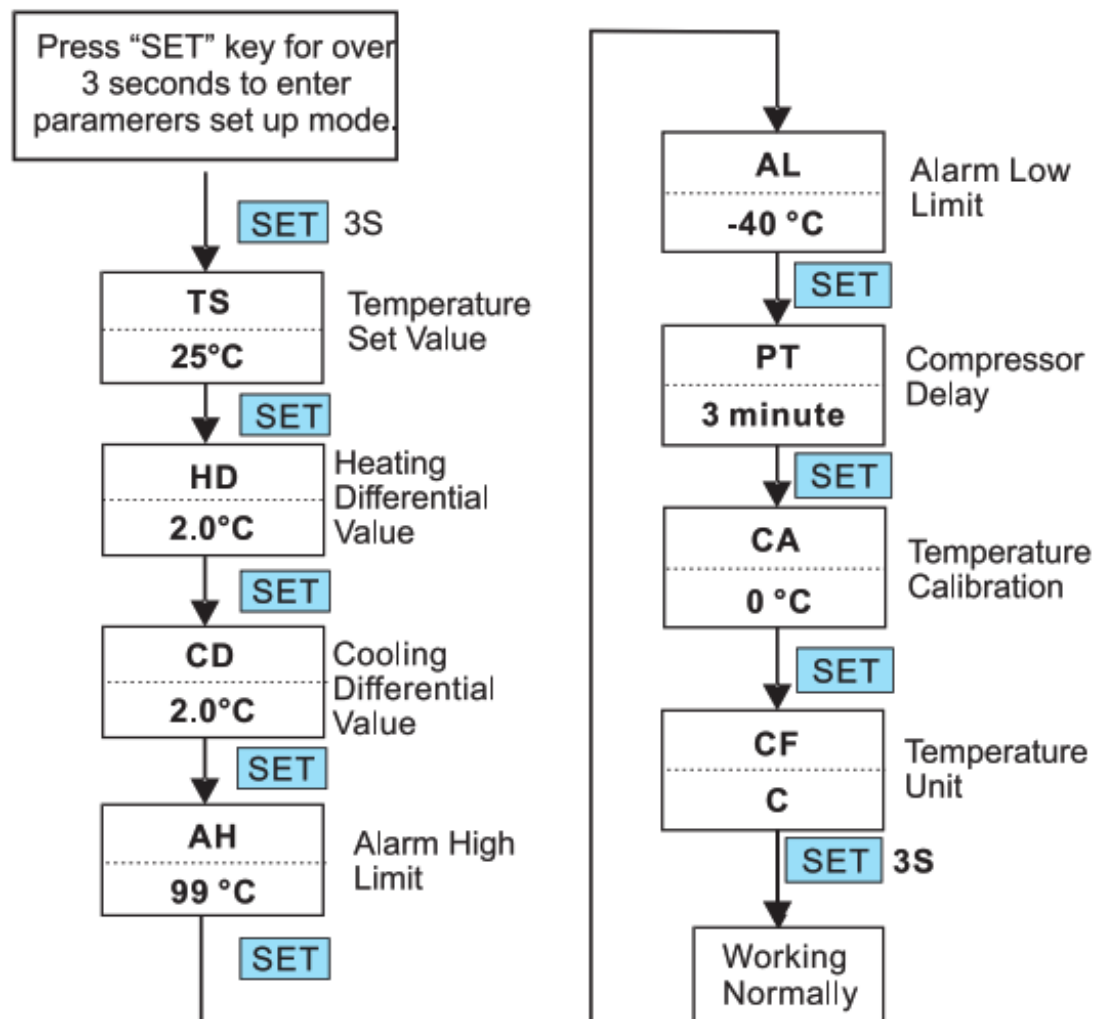 Press “SET” key for over
3 seconds to enter
paramerers set up mode.
SET 3S
TS
25°C
Temperature
Set Value
SET
HD
2.0°C
Heating
Differential
Value
SET
CD
2.0°C
Cooling
Differential
Value
SET
AH
99 °C
Alarm High
Limit
SET
AL
-40 °C
Alarm Low
Limit
SET
PT
3 minute
Compressor
Delay
SET
CA
0 °C
Temperature
Calibration
SET
CF
C
Temperature
Unit
SET 3S
Working
Normally